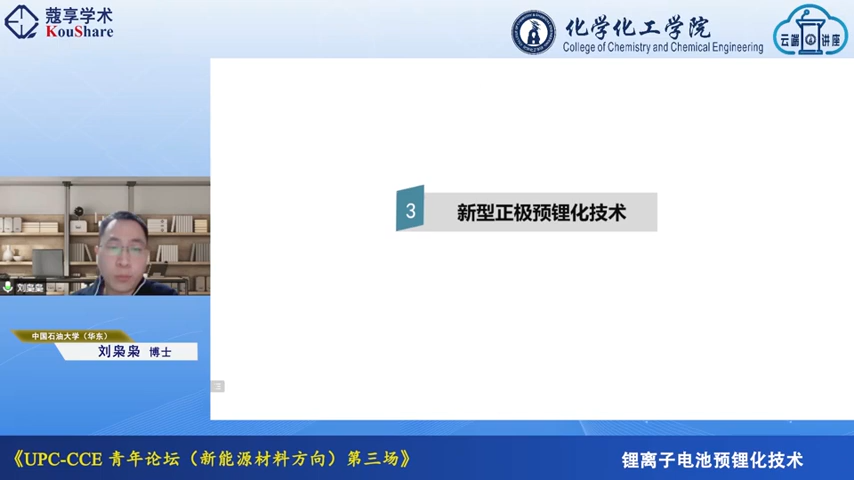 蔻享学术
KouShare
化学化工学院
College of Chemistry and Chemical Engineering
云端 讲座
3
新型正极预锂化技术
刘枭枭
中国石油大学（华东）
刘枭枭 博士
《UPC-CCE 青年论坛（新能源材料方向）第三场》
锂离子电池预锂化技术